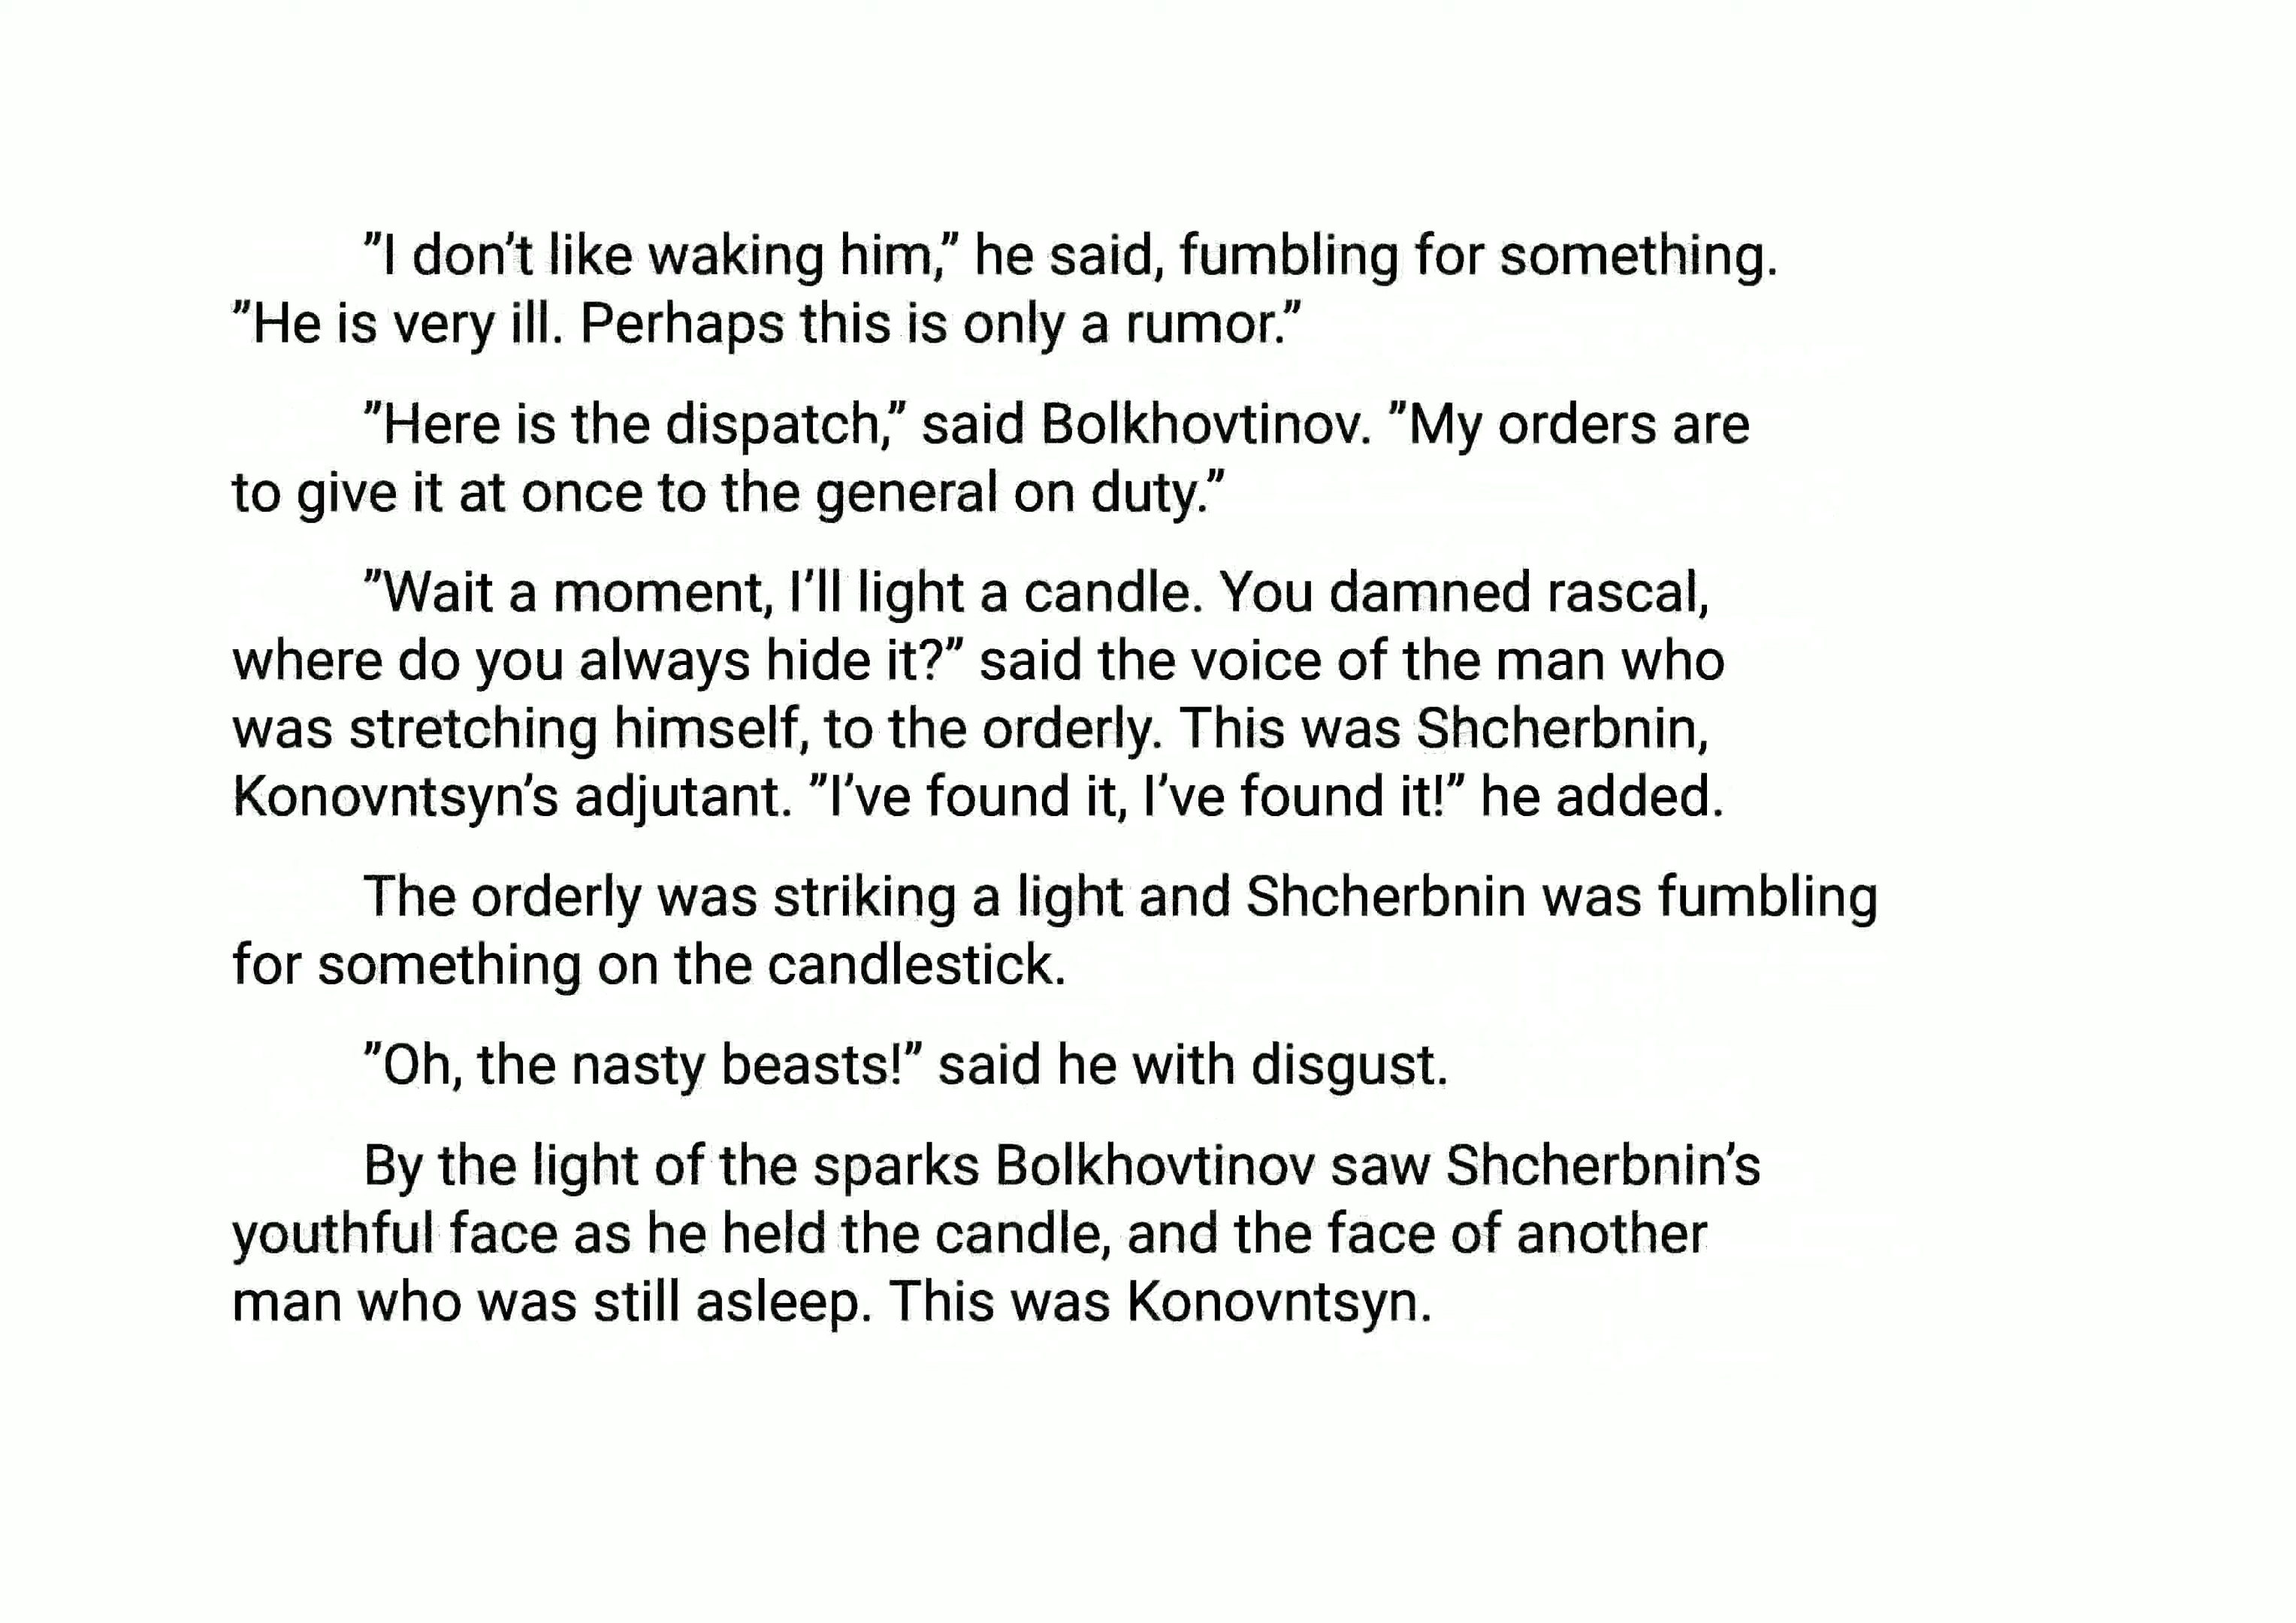 ”I don’t like waking him,” he said, fumbling for something.
”He is very ill. Perhaps this is only a rumor.”
”Here is the dispatch,” said Bolkhovtinov. ”My orders are
to give it at once to the general on duty.”
”Wait a moment, I’ll light a candle. You damned rascal,
where do you always hide it?” said the voice of the man who
was stretching himself, to the orderly. This was Shcherbnin,
Konovntsyn’s adjutant. ”I’ve found it, I’ve found it!” he added.
The orderly was striking a light and Shcherbnin was fumbling
for something on the candlestick.
”Oh, the nasty beasts!” said he with disgust.
By the light of the sparks Bolkhovtinov saw Shcherbnin’s
youthful face as he held the candle, and the face of another
man who was still asleep. This was Konovntsyn.